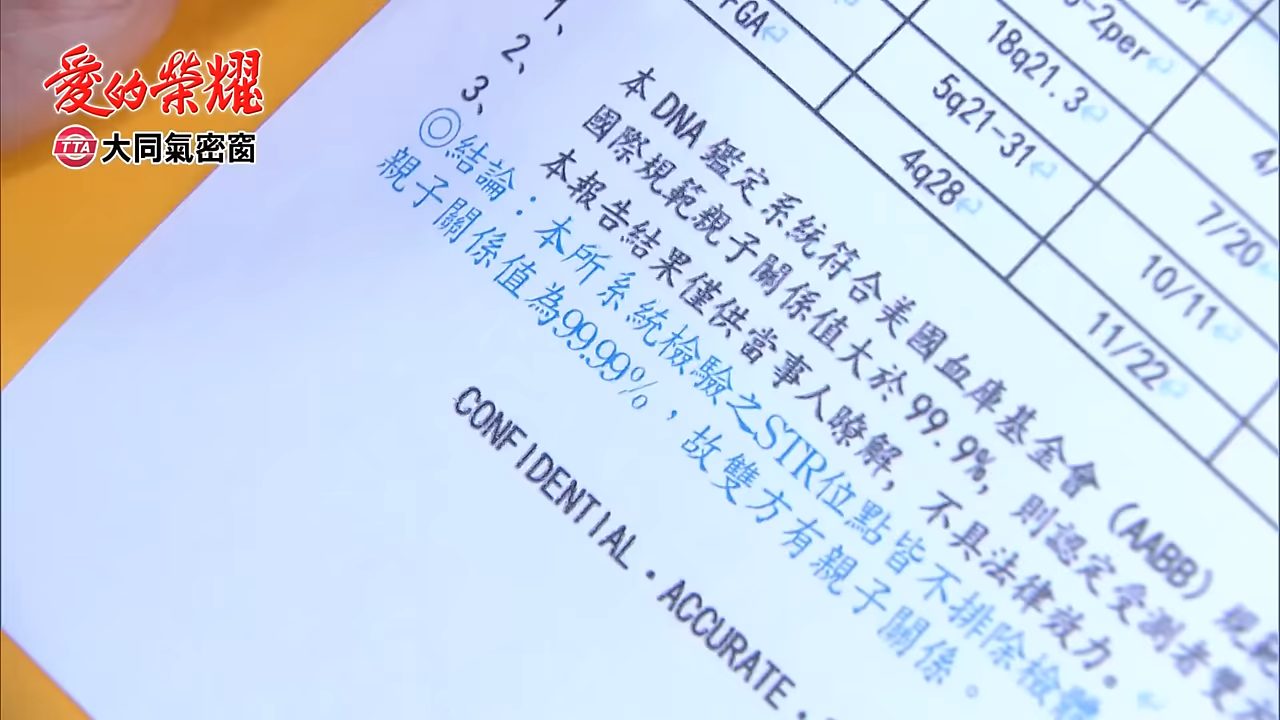 愛的榮耀
TTA 大同氣密窗
FGA
-2per
18q21.3
5q21-31
4q28
4/
7/20
10/11
11/22
1、本 DNA 鑑定系統符合美國血庫基金會（AABB）規範
2、國際規範親子關係值大於 99.9%，則認定受測者雙方
3、本報告結果僅供當事人瞭解，不具法律效力。
◎結論：本所系統檢驗之STR位點皆不排除檢體
親子關係值為99.99%，故雙方有親子關係。
CONFIDENTIAL．ACCURATE．